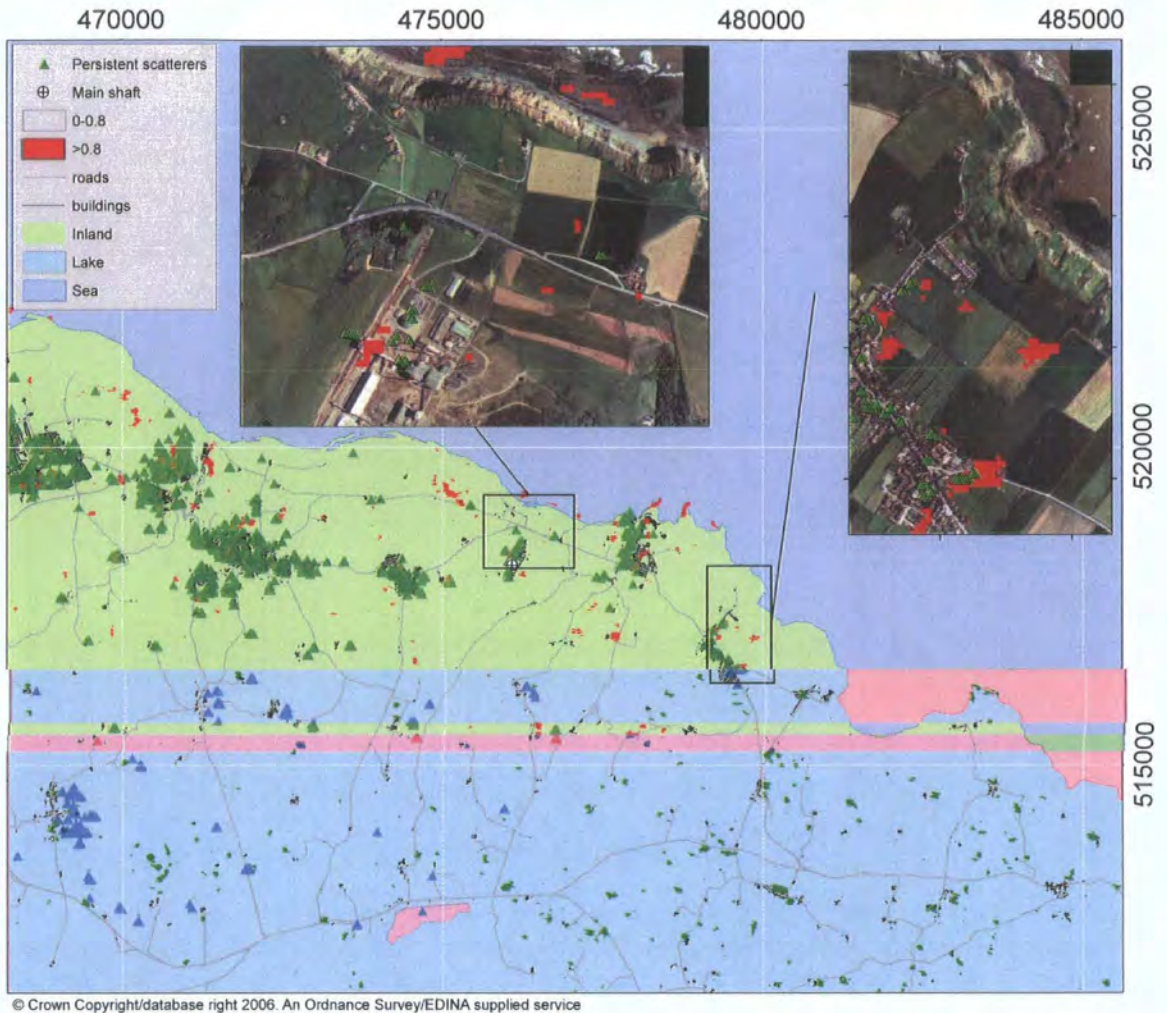 470000
475000
480000
485000
Persistent scatterers
Main shaft
0-0.8
>0.8
roads
buildings
Inland
Lake
Sea
525000
520000
515000
© Crown Copyright/database right 2006. An Ordnance Survey/EDINA supplied service